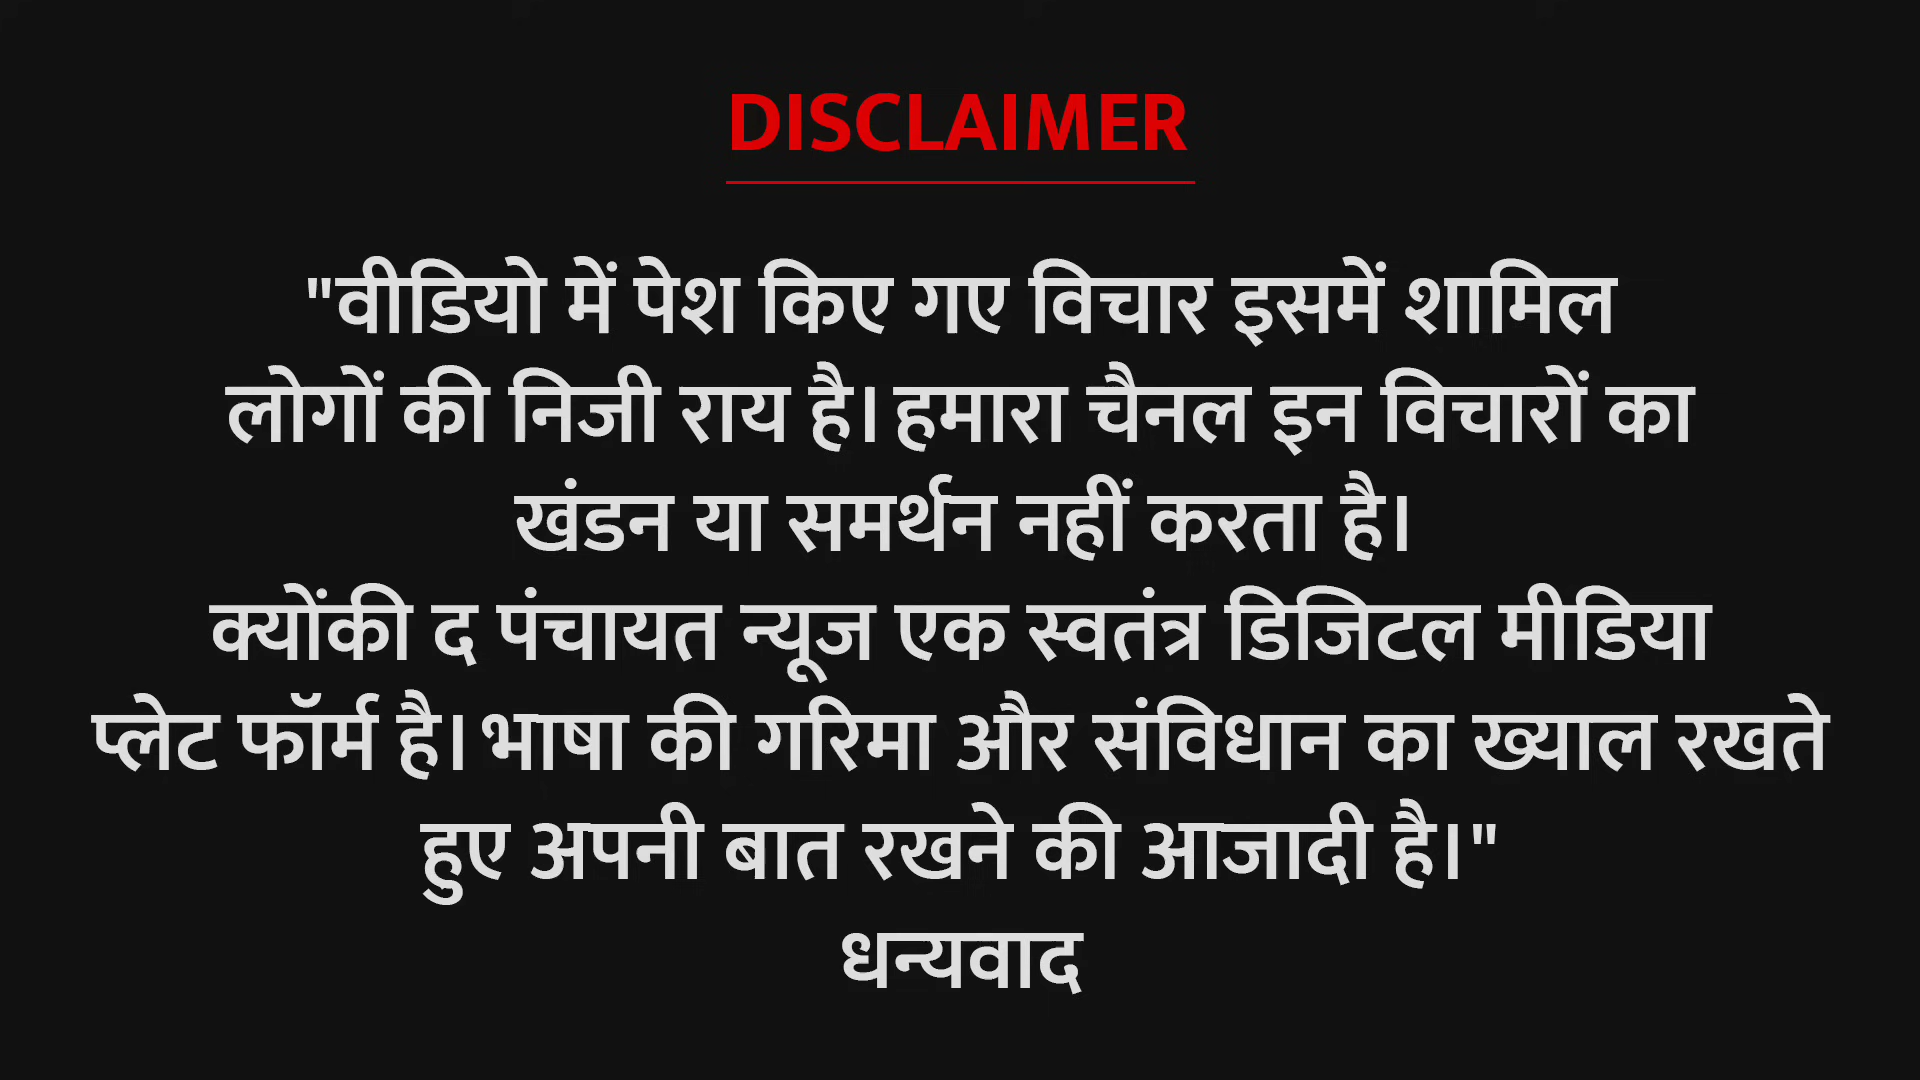 DISCLAIMER
"वीडियो में पेश किए गए विचार इसमें शामिल
लोगों की निजी राय है। हमारा चैनल इन विचारों का
खंडन या समर्थन नहीं करता है।
क्योंकी द पंचायत न्यूज एक स्वतंत्र डिजिटल मीडिया
प्लेट फॉर्म है। भाषा की गरिमा और संविधान का ख्याल रखते
हुए अपनी बात रखने की आजादी है।"
धन्यवाद